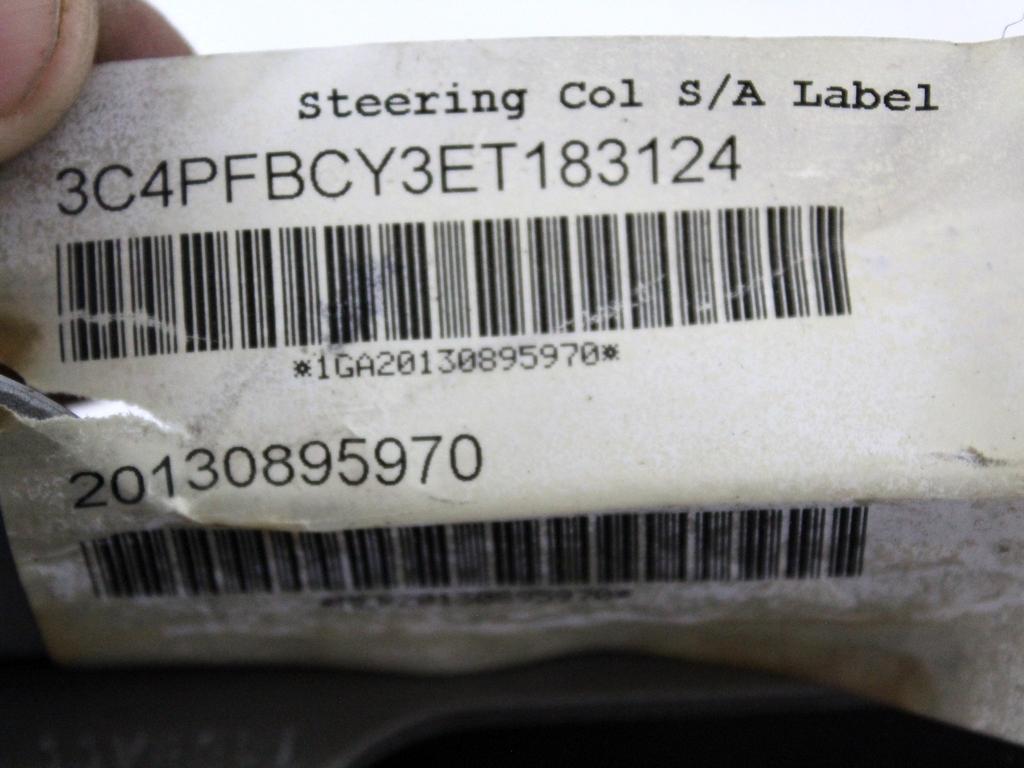 Steering Col S/A Label
3C4PFBCY3ET183124
*1GA20130895970*
20130895970